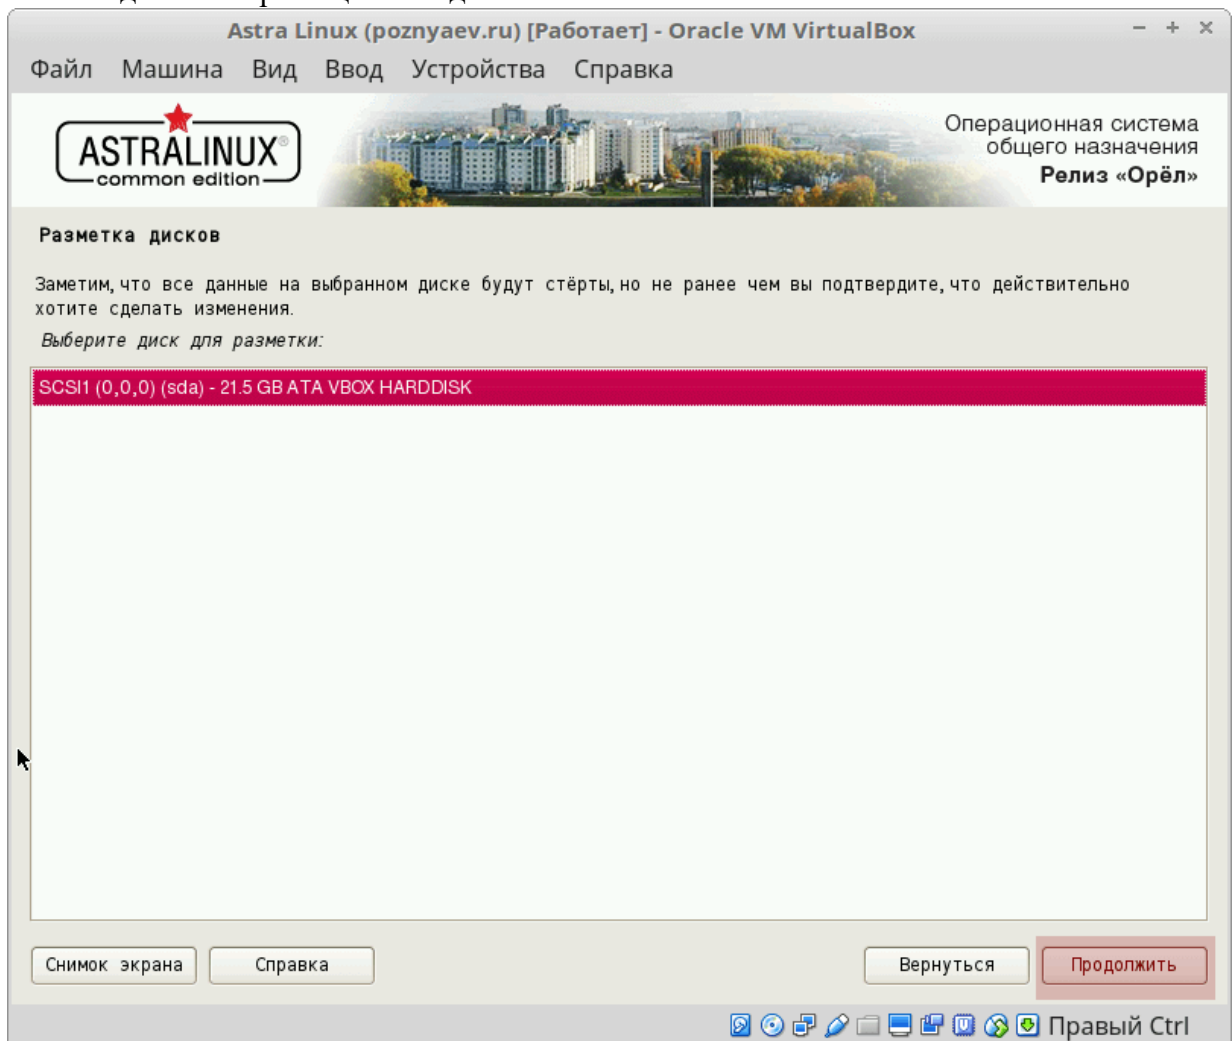 Astra Linux (poznyaev.ru) [Работает] - Oracle VM VirtualBox
Файл Машина Вид Ввод Устройства Справка
ASTRALINUX®
common edition
Операционная система
общего назначения
Релиз «Орёл»
Разметка дисков
Заметим, что все данные на выбранном диске будут стёрты, но не ранее чем вы подтвердите, что действительно
хотите сделать изменения.
Выберите диск для разметки:
SCSI1 (0,0,0) (sda) - 21.5 GB ATA VBOX HARDDISK
Снимок экрана Справка Вернуться Продолжить
Правый Ctrl